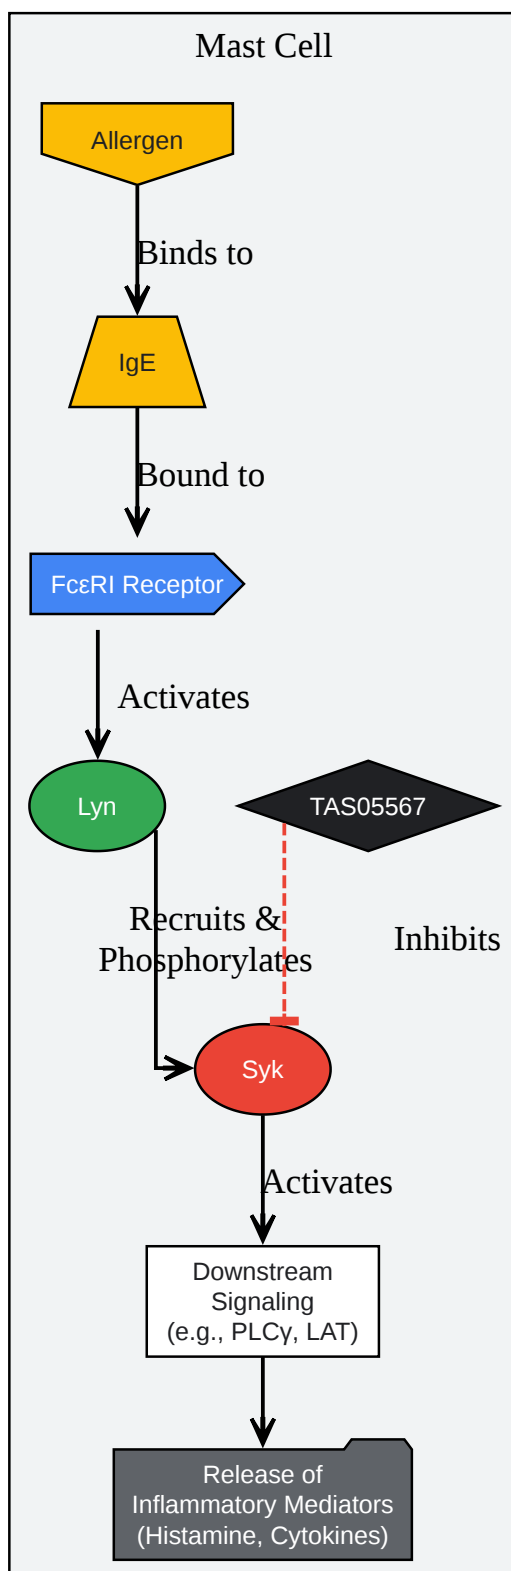 Mast Cell
Allergen
Binds to
IgE
Bound to
FcεRI Receptor
Activates
Lyn
TAS05567
Recruits &
Phosphorylates
Inhibits
Syk
Activates
Downstream
Signaling
(e.g., PLCγ, LAT)
Release of
Inflammatory Mediators
(Histamine, Cytokines)